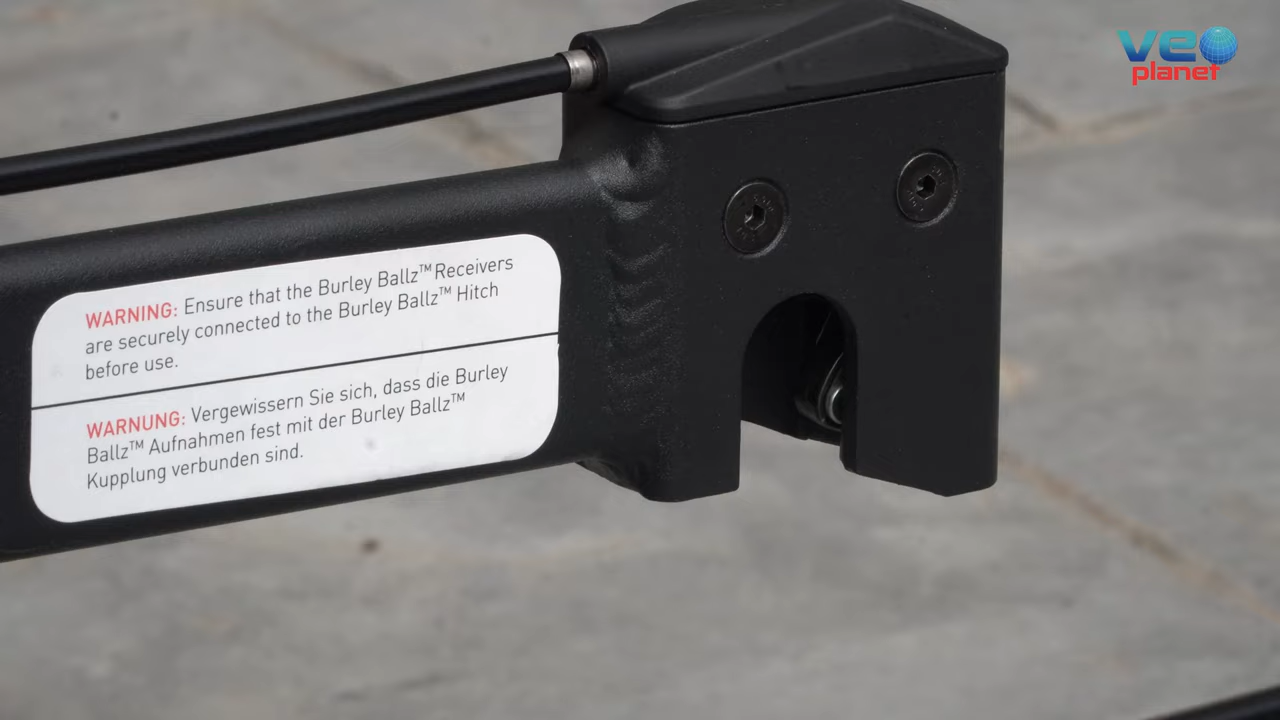 veo
planet
WARNING: Ensure that the Burley Ballz™ Receivers
are securely connected to the Burley Ballz™ Hitch
before use.
WARNUNG: Vergewissern Sie sich, dass die Burley
Ballz™ Aufnahmen fest mit der Burley Ballz™
Kupplung verbunden sind.